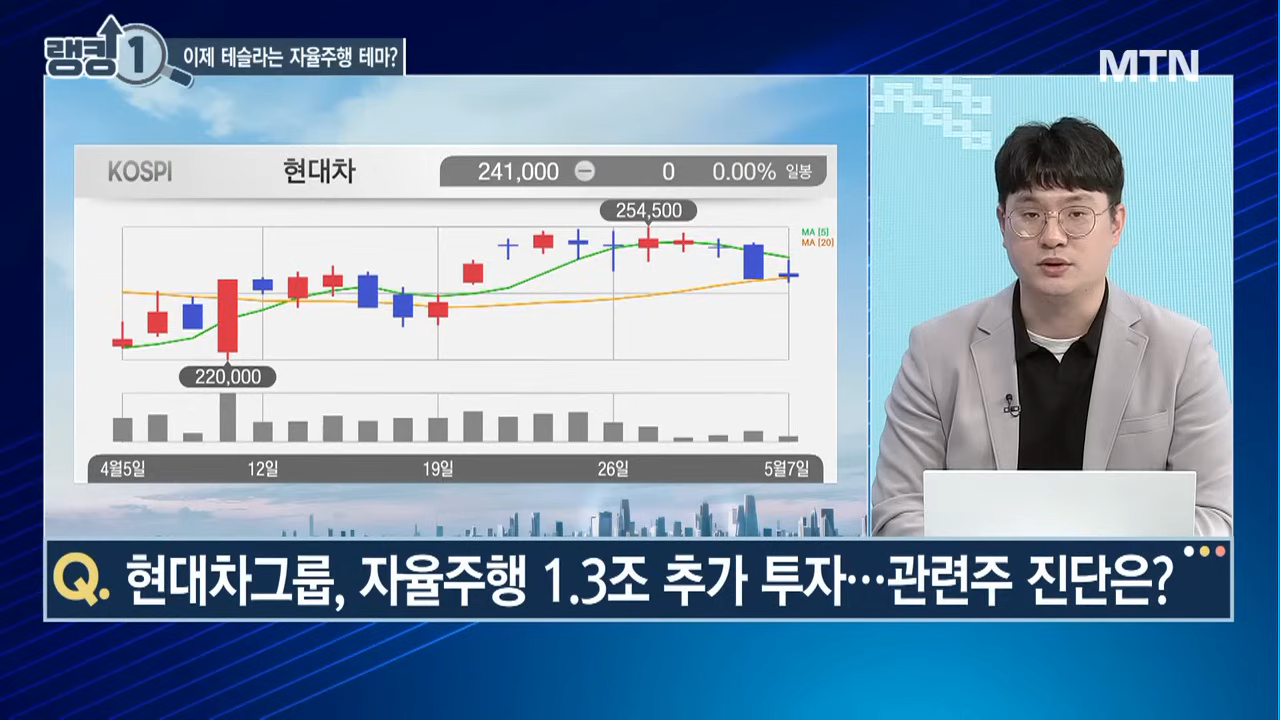 랭킹1
이제 테슬라는 자율주행 테마?
MTN
KOSPI 현대차 241,000 0 0.00% 일봉
254,500
MA [5]
MA [20]
220,000
4월5일 12일 19일 26일 5월7일
Q. 현대차그룹, 자율주행 1.3조 추가 투자…관련주 진단은?